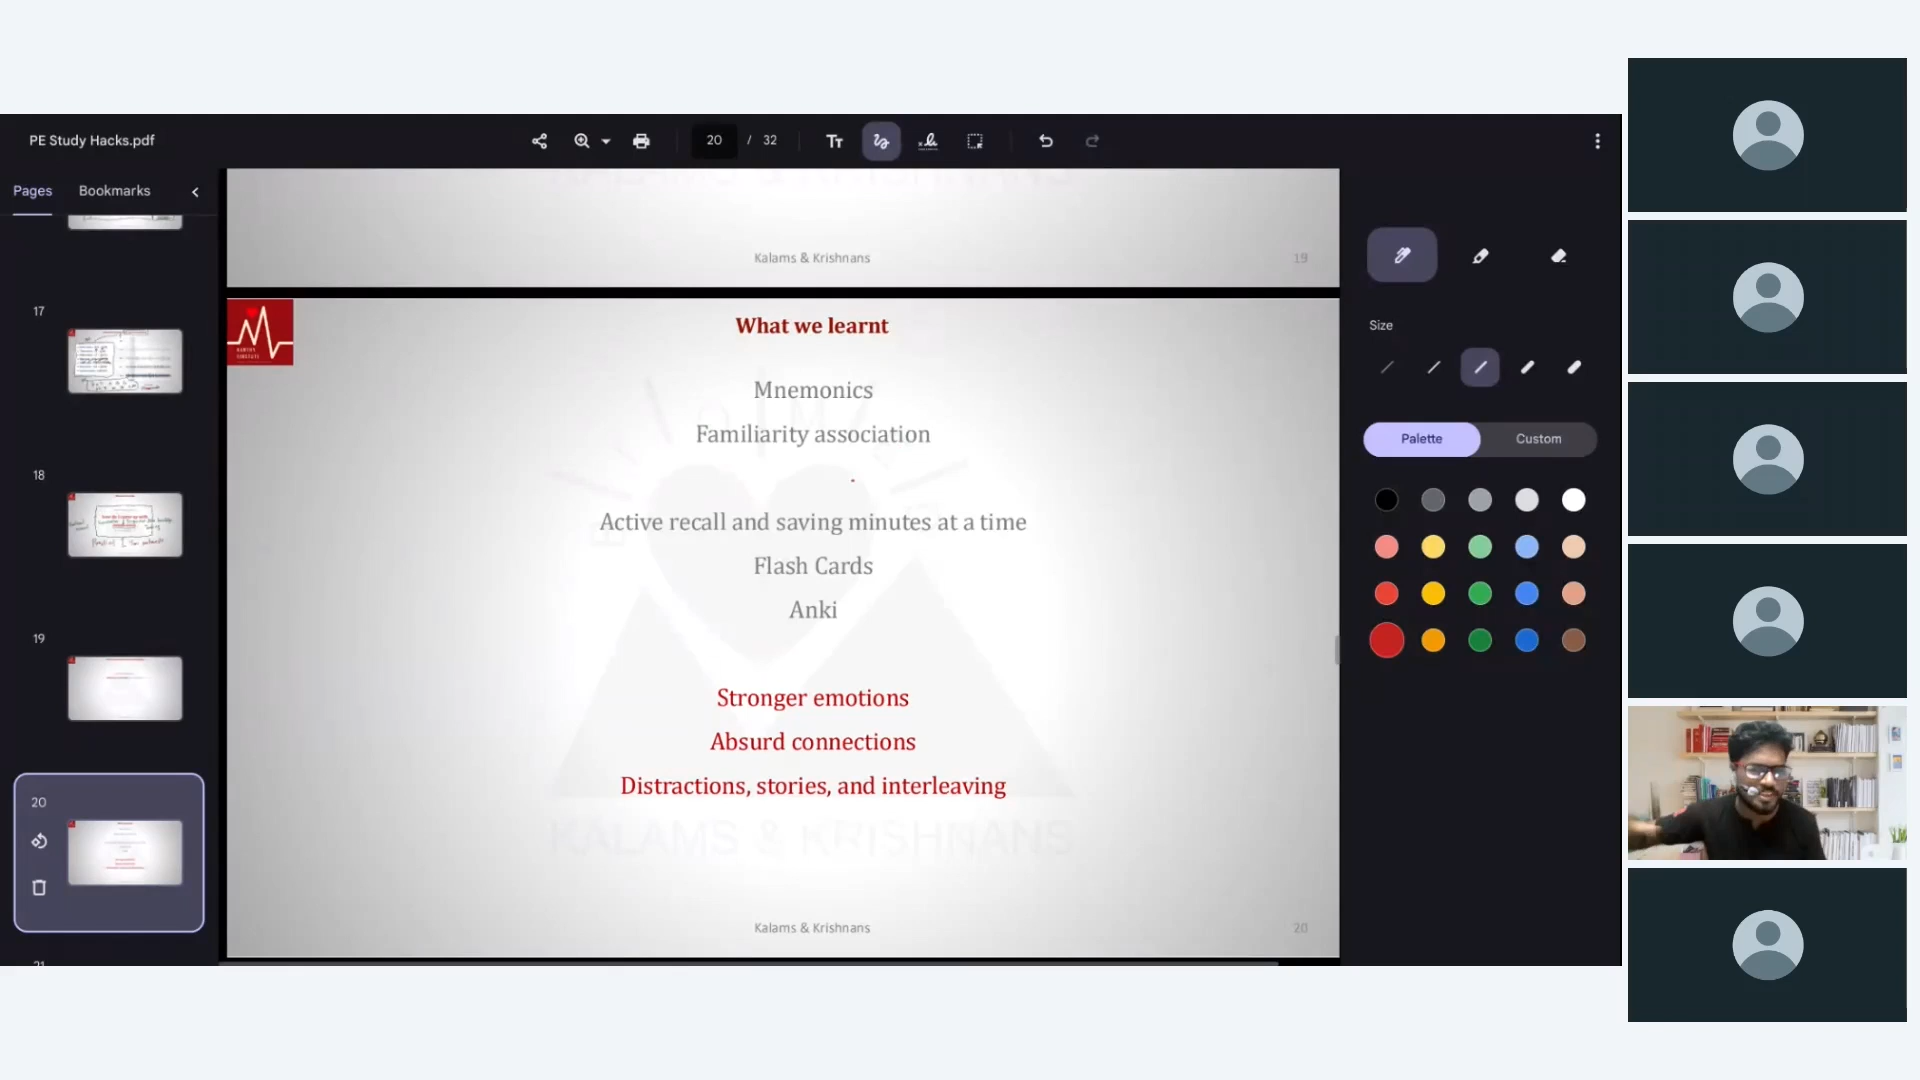 PE Study Hacks.pdf
20 / 32
Pages
Bookmarks
17
18
19
20
Kalams & Krishnans
19
What we learnt
Mnemonics
Familiarity association
Active recall and saving minutes at a time
Flash Cards
Anki
Stronger emotions
Absurd connections
Distractions, stories, and interleaving
KALAMS & KRISHNANS
Kalams & Krishnans
20
Size
Palette
Custom